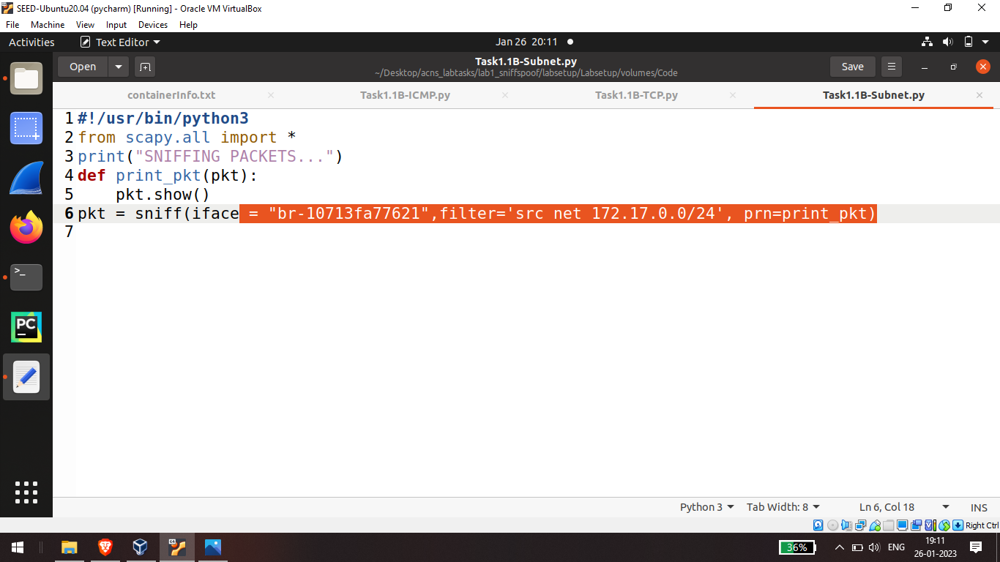 SEED-Ubuntu20.04 (pycharm) [Running] - Oracle VM VirtualBox
File Machine View Input Devices Help
Activities Text Editor Jan 26 20:11
Open Task1.1B-Subnet.py Save
~/Desktop/acns_labtasks/lab1_sniffspoof/labsetup/Labsetup/volumes/Code
containerInfo.txt Task1.1B-ICMP.py Task1.1B-TCP.py Task1.1B-Subnet.py
1 #!/usr/bin/python3
2 from scapy.all import *
3 print("SNIFFING PACKETS...")
4 def print_pkt(pkt):
5     pkt.show()
6 pkt = sniff(iface = "br-10713fa77621",filter='src net 172.17.0.0/24', prn=print_pkt)
7
>_
PC
Python 3 Tab Width: 8 Ln 6, Col 18 INS
Right Ctrl
64
36% ENG 19:11
26-01-2023